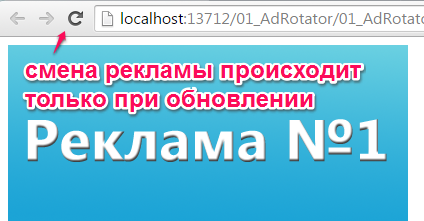 localhost:13712/01_AdRotator/01_AdRotato
смена рекламы происходит
только при обновлении
Реклама №1